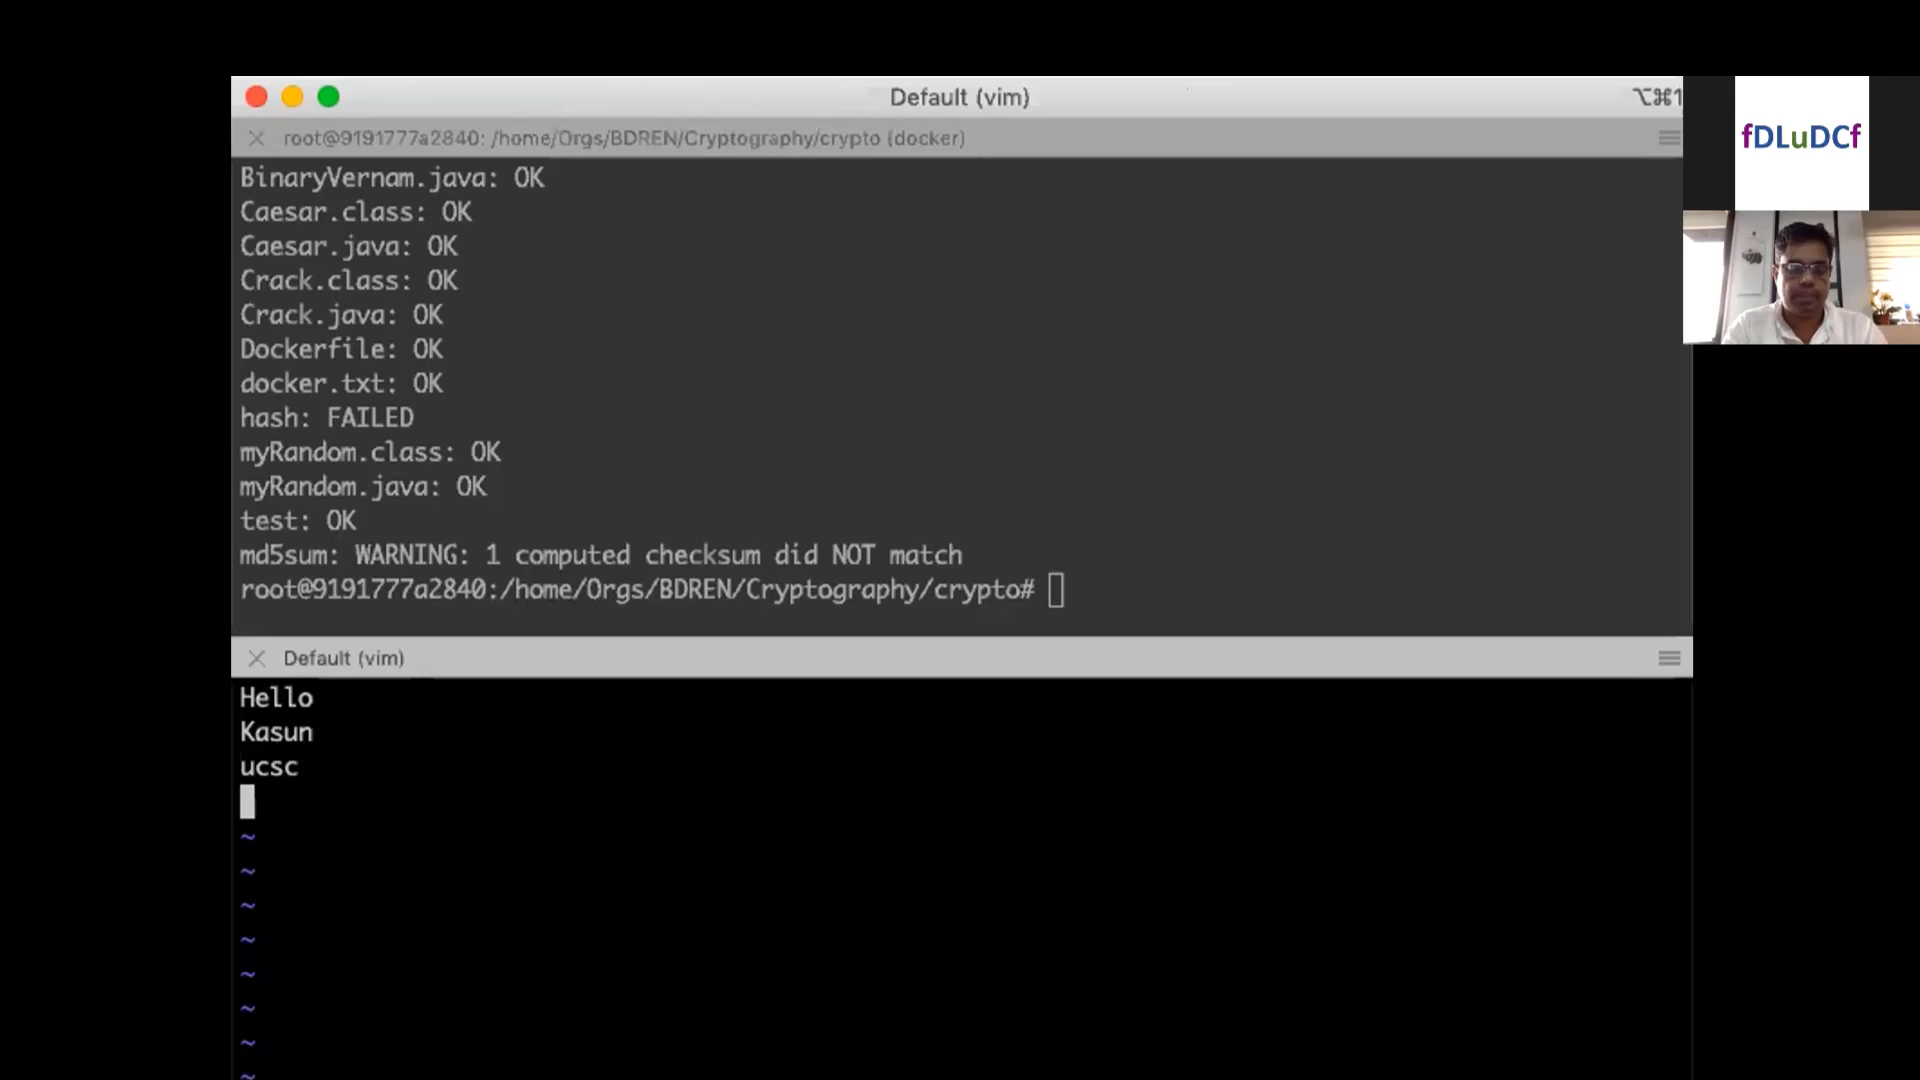 Default (vim)
⌥⌘1
root@9191777a2840: /home/Orgs/BDREN/Cryptography/crypto (docker)
fDLuDCf
BinaryVernam.java: OK
Caesar.class: OK
Caesar.java: OK
Crack.class: OK
Crack.java: OK
Dockerfile: OK
docker.txt: OK
hash: FAILED
myRandom.class: OK
myRandom.java: OK
test: OK
md5sum: WARNING: 1 computed checksum did NOT match
root@9191777a2840:/home/Orgs/BDREN/Cryptography/crypto#
Default (vim)
Hello
Kasun
ucsc
~
~
~
~
~
~
~
~